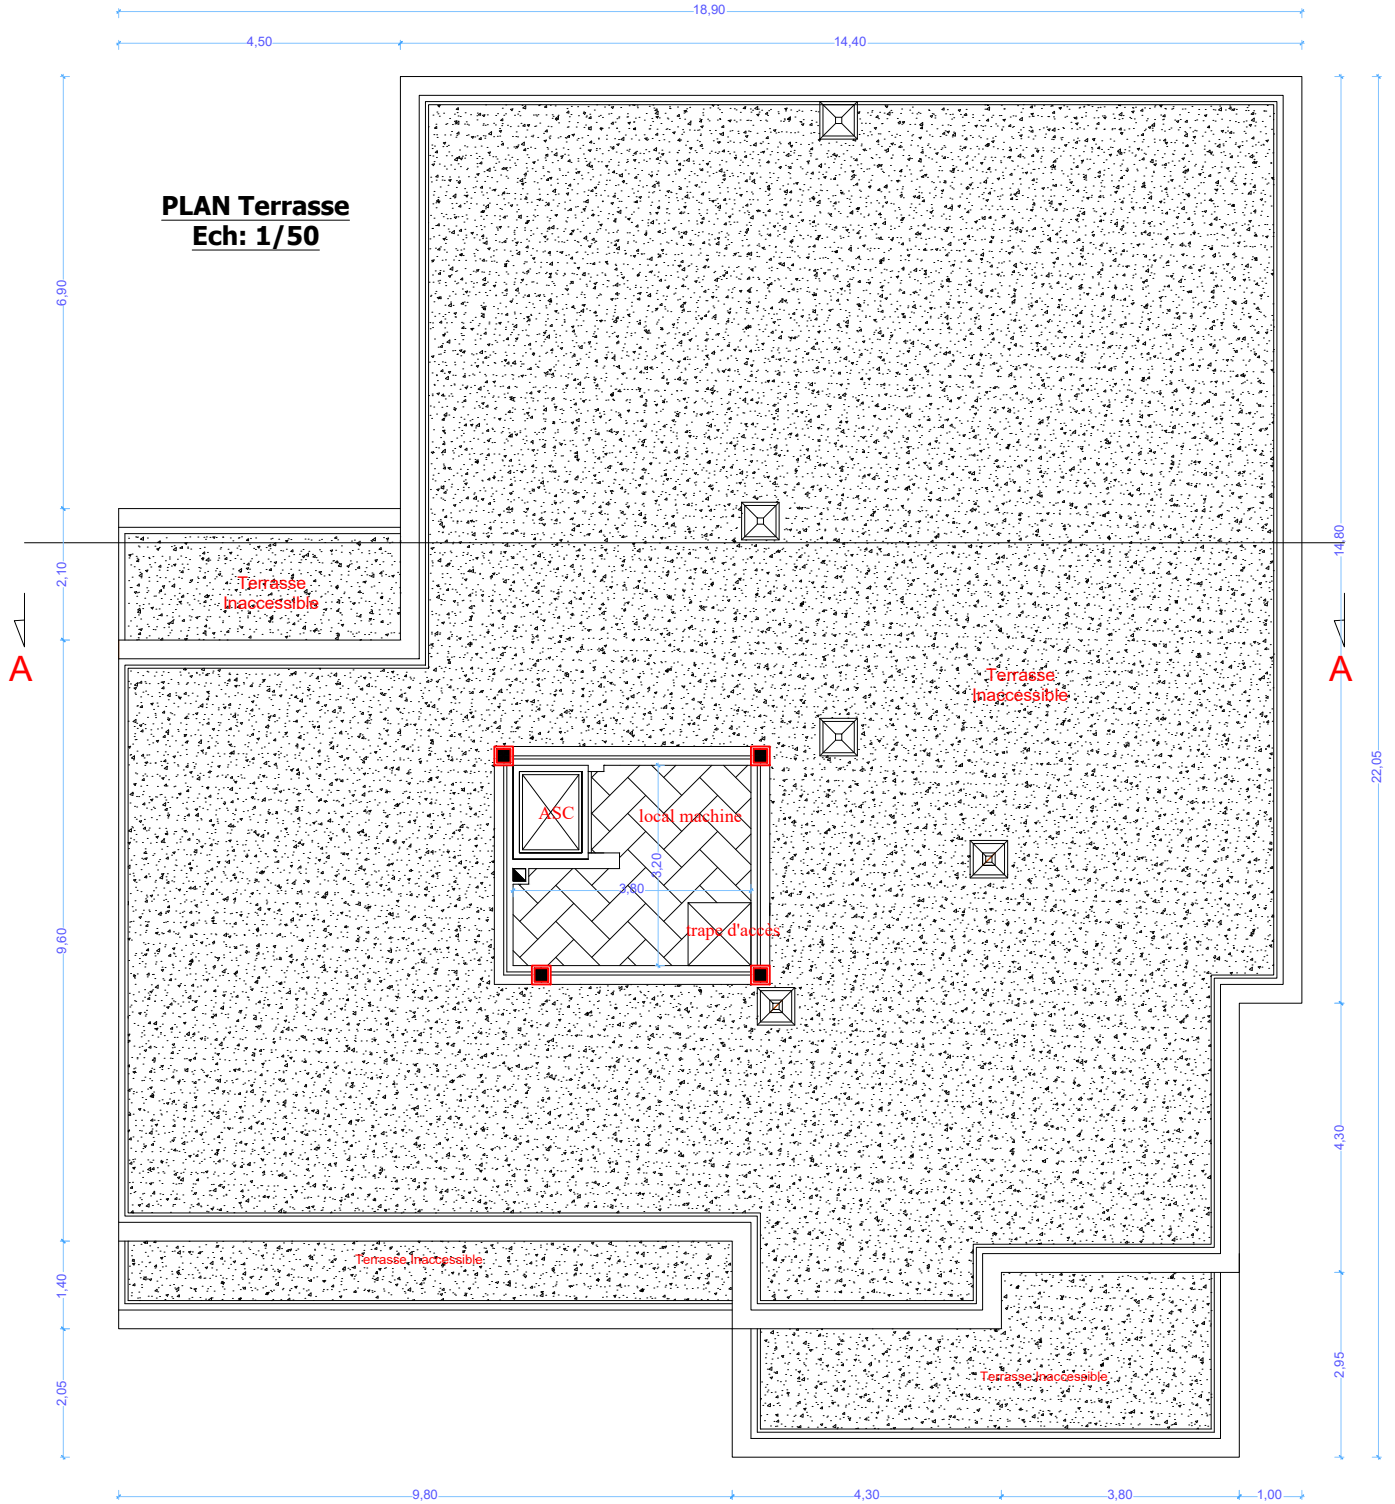 18,90
4,50
14,40
PLAN Terrasse
Ech: 1/50
6,90
14,80
2,10
Terrasse
Inaccessible
A
Terrasse
Inaccessible
A
22,05
ASC
local machine
3,20
3,80
trape d'accès
9,60
4,30
Terrasse Inaccessible
1,40
2,95
Terrasse Inaccessible
2,05
9,80
4,30
3,80
1,00